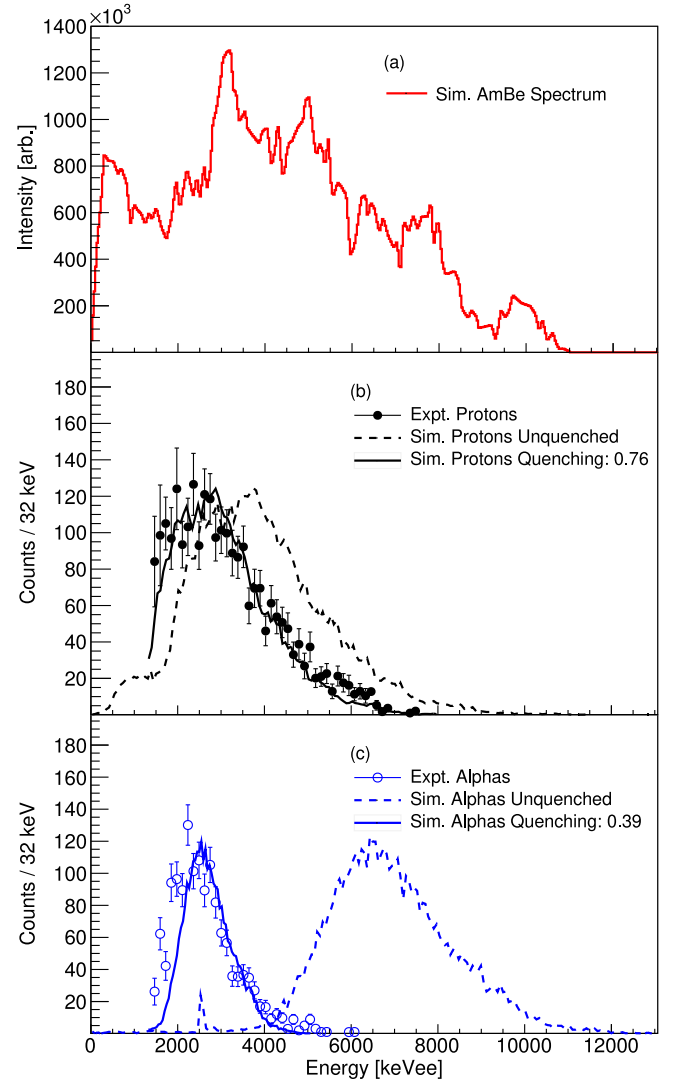 ×10³
1400
1200
1000
800
600
400
200
Intensity [arb.]
(a)
Sim. AmBe Spectrum
180
160
140
120
100
80
60
40
20
Counts / 32 keV
(b)
Expt. Protons
Sim. Protons Unquenched
Sim. Protons Quenching: 0.76
180
160
140
120
100
80
60
40
20
Counts / 32 keV
(c)
Expt. Alphas
Sim. Alphas Unquenched
Sim. Alphas Quenching: 0.39
0 2000 4000 6000 8000 10000 12000
Energy [keVee]